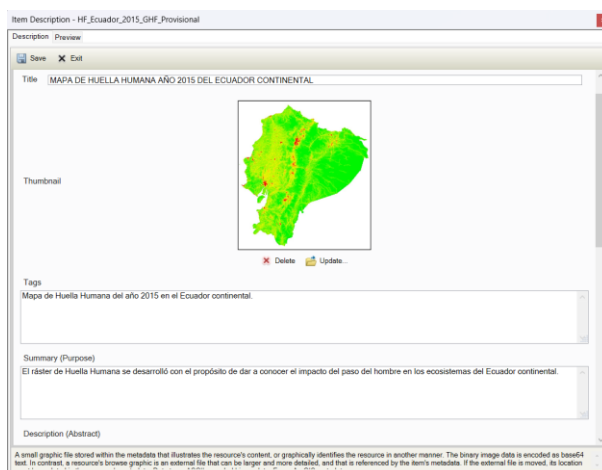 Item Description - HF_Ecuador_2015_GHF_Provisional
Description Preview
Save Exit
Title MAPA DE HUELLA HUMANA AÑO 2015 DEL ECUADOR CONTINENTAL
Thumbnail
Delete Update...
Tags
Mapa de Huella Humana del año 2015 en el Ecuador continental.
Summary (Purpose)
El ráster de Huella Humana se desarrolló con el propósito de dar a conocer el impacto del paso del hombre en los ecosistemas del Ecuador continental.
Description (Abstract)
A small graphic file stored within the metadata that illustrates the resource's content, or graphically identifies the resource in another manner. The binary image data is encoded as base64
text. In contrast, a resource's browse graphic is an external file that can be larger and more detailed, and that is referenced by the item's metadata. If the external file is moved, its location